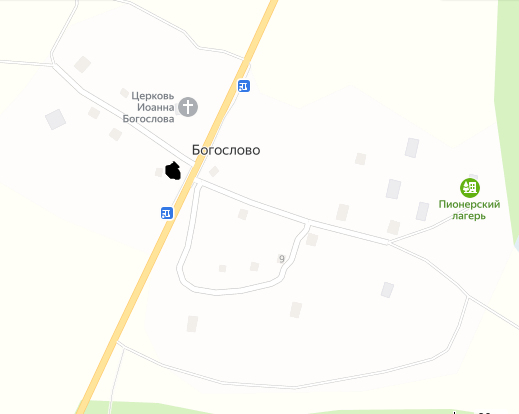 Церковь
Иоанна
Богослова
Богослово
Пионерский
лагерь
9